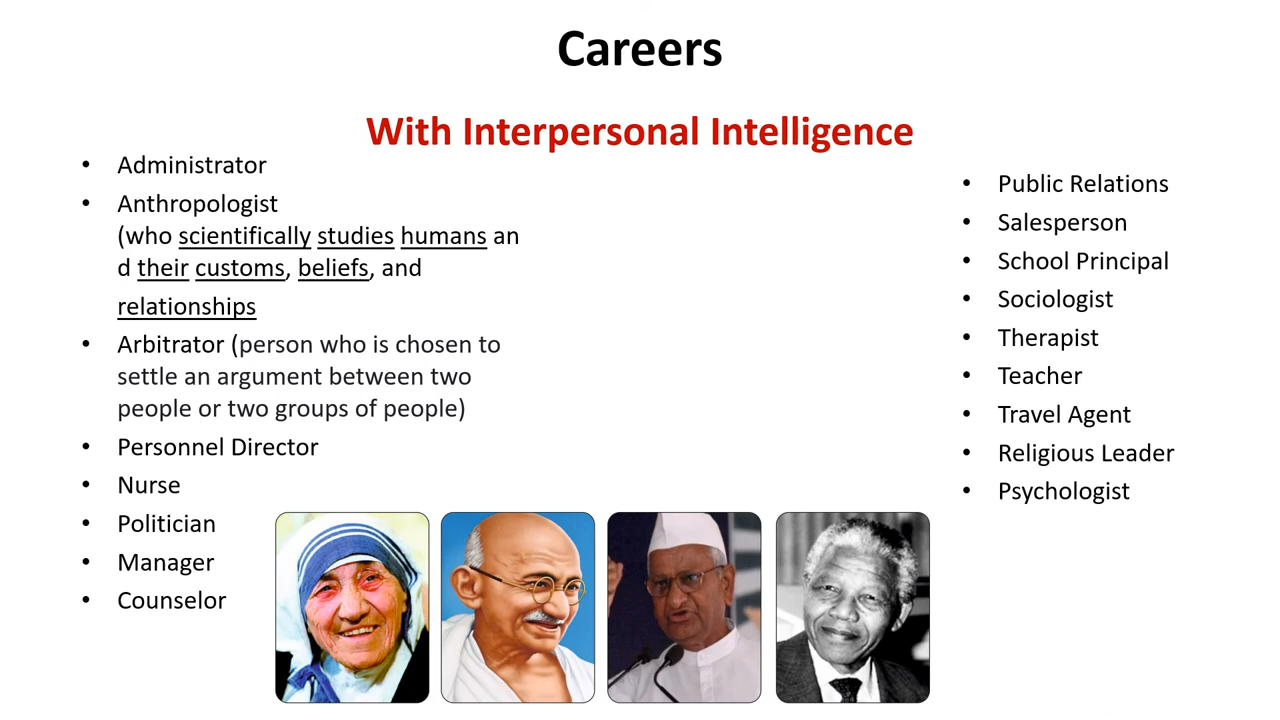 Careers
With Interpersonal Intelligence
• Administrator
• Anthropologist
(who scientifically studies humans an
d their customs, beliefs, and
relationships
• Arbitrator (person who is chosen to
settle an argument between two
people or two groups of people)
• Personnel Director
• Nurse
• Politician
• Manager
• Counselor
• Public Relations
• Salesperson
• School Principal
• Sociologist
• Therapist
• Teacher
• Travel Agent
• Religious Leader
• Psychologist